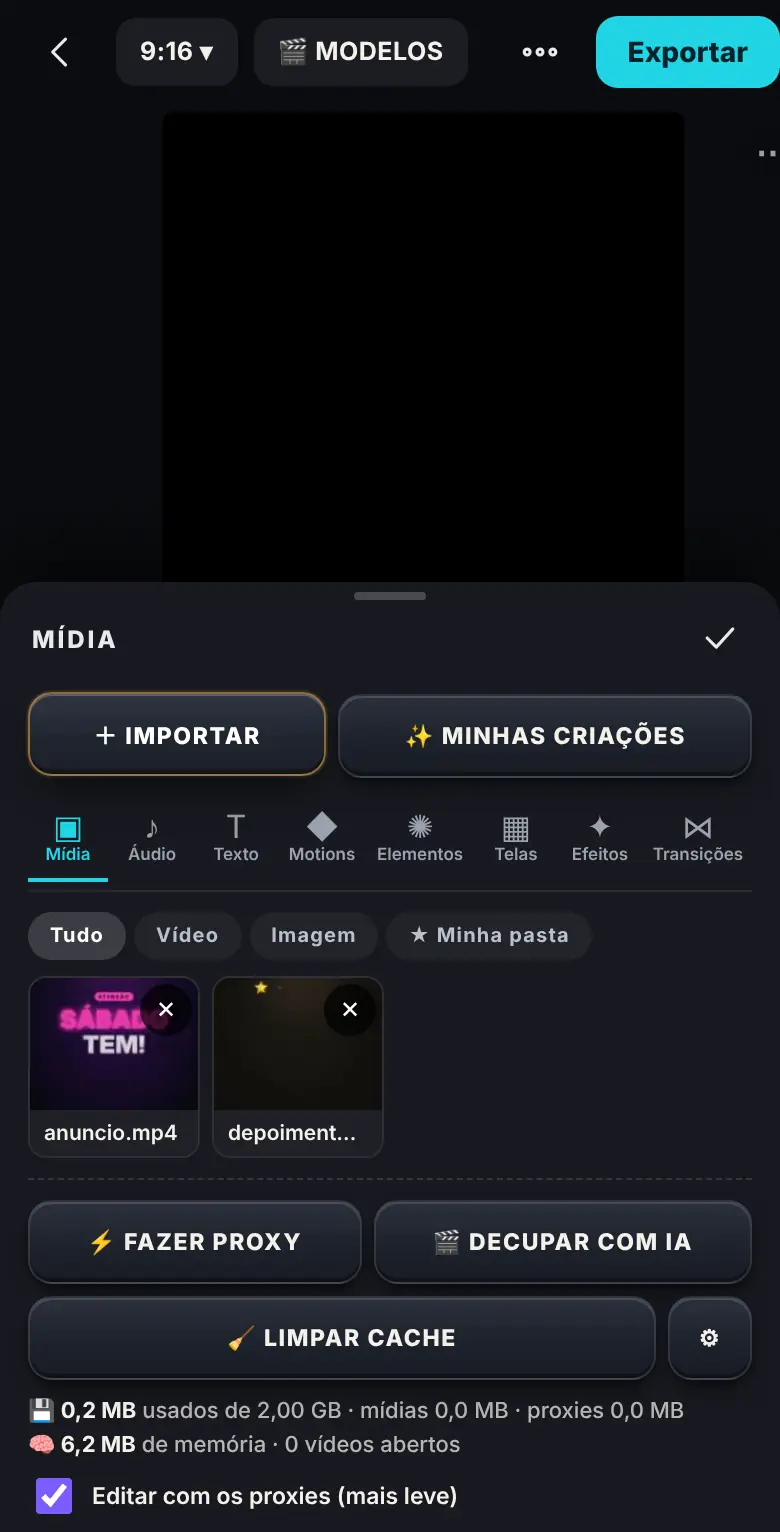 9:16 ▾
🎬 MODELOS
Exportar
MÍDIA
+ IMPORTAR
✨ MINHAS CRIAÇÕES
Mídia
Áudio
Texto
Motions
Elementos
Telas
Efeitos
Transições
Tudo
Vídeo
Imagem
★ Minha pasta
TEM!
anuncio.mp4
depoiment...
⚡ FAZER PROXY
🎬 DECUPAR COM IA
🧹 LIMPAR CACHE
💾 0,2 MB usados de 2,00 GB · mídias 0,0 MB · proxies 0,0 MB
🧠 6,2 MB de memória · 0 vídeos abertos
Editar com os proxies (mais leve)